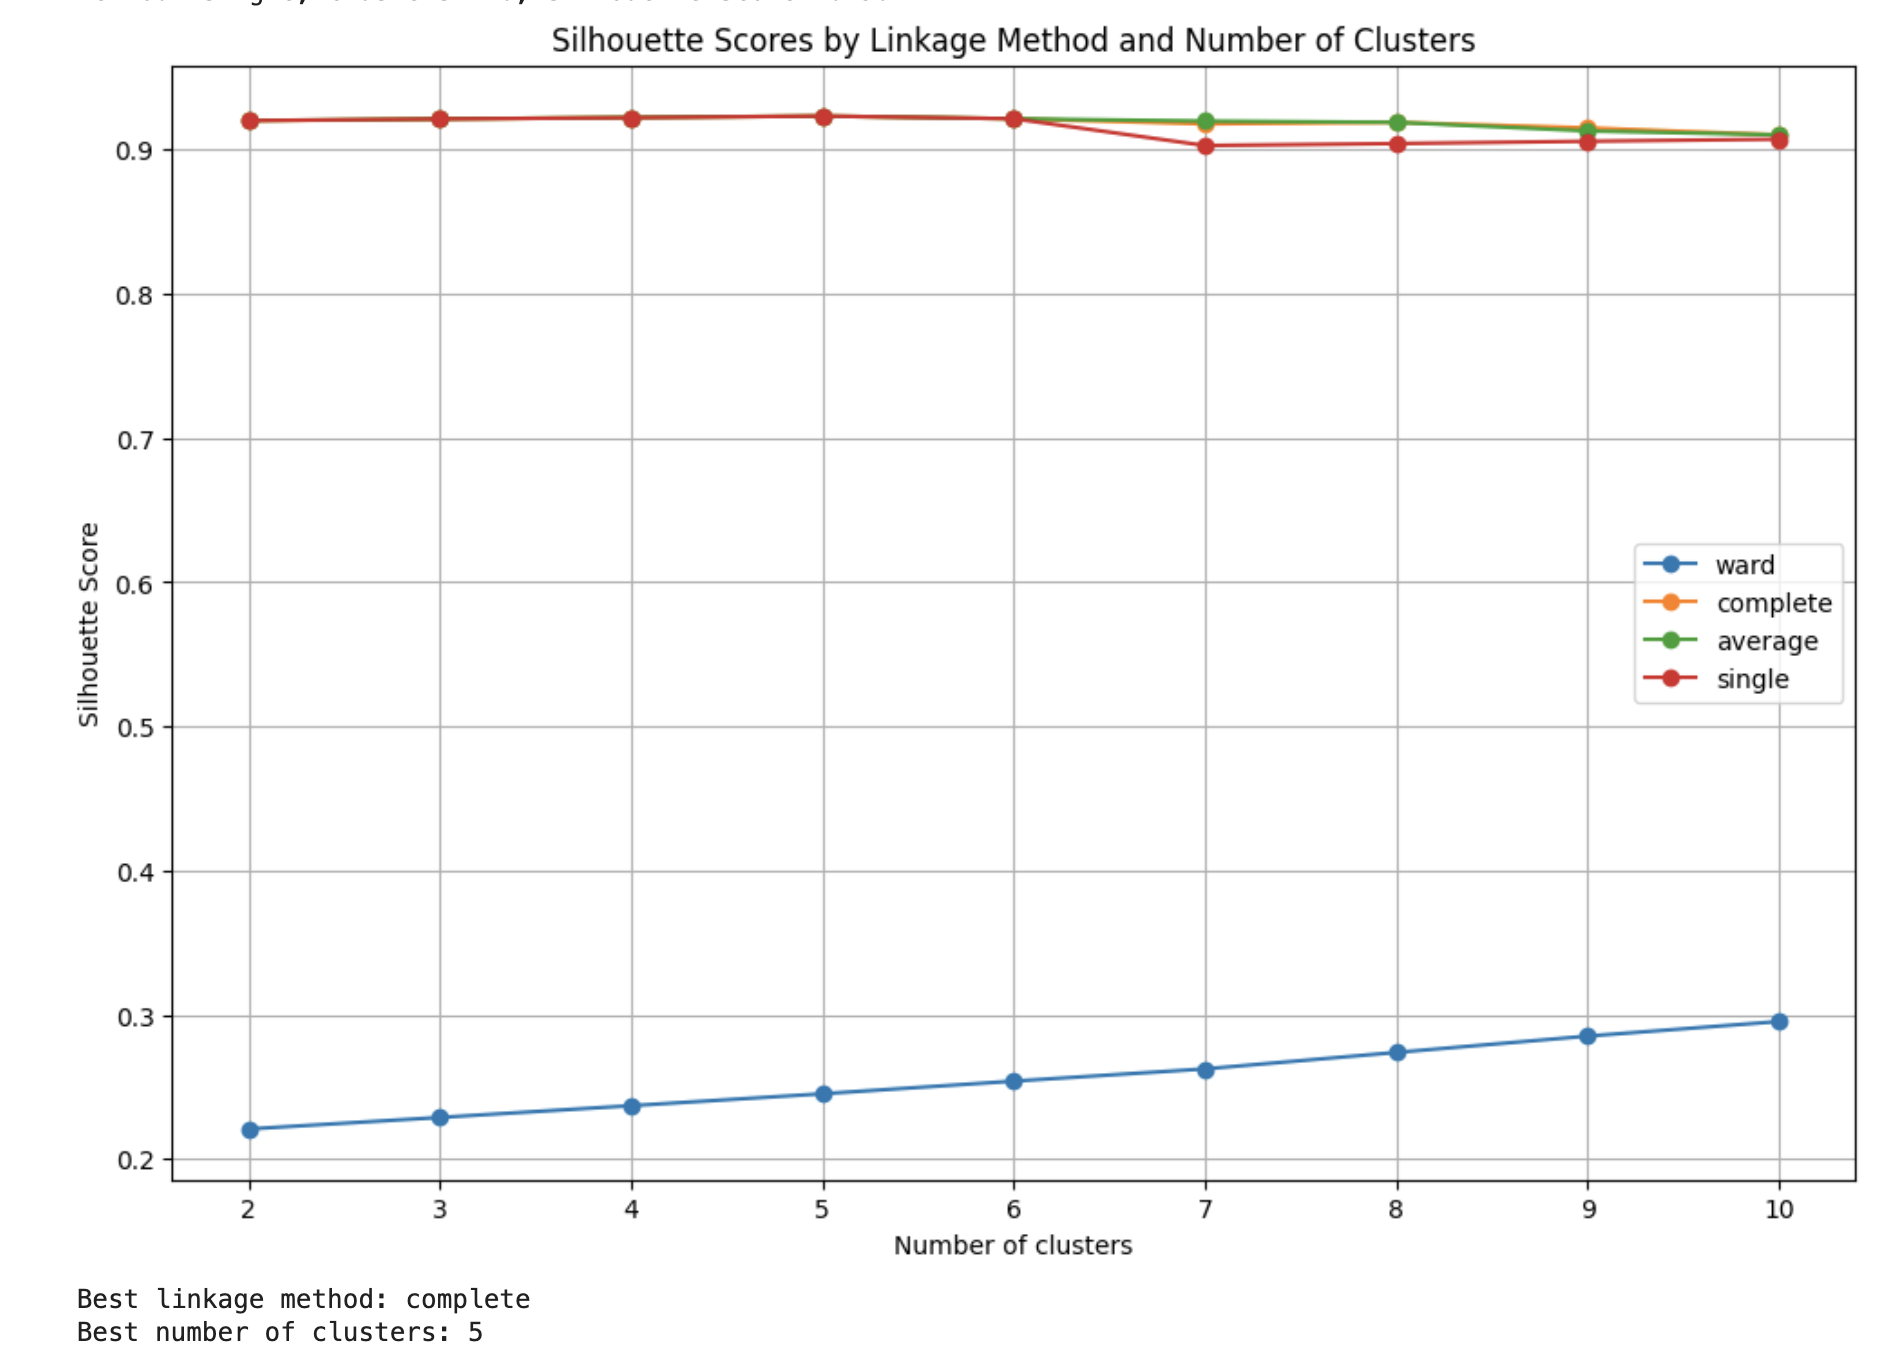 Silhouette Scores by Linkage Method and Number of Clusters
Silhouette Score
0.9
0.8
0.7
0.6
0.5
0.4
0.3
0.2
ward
complete
average
single
2 3 4 5 6 7 8 9 10
Number of clusters
Best linkage method: complete
Best number of clusters: 5